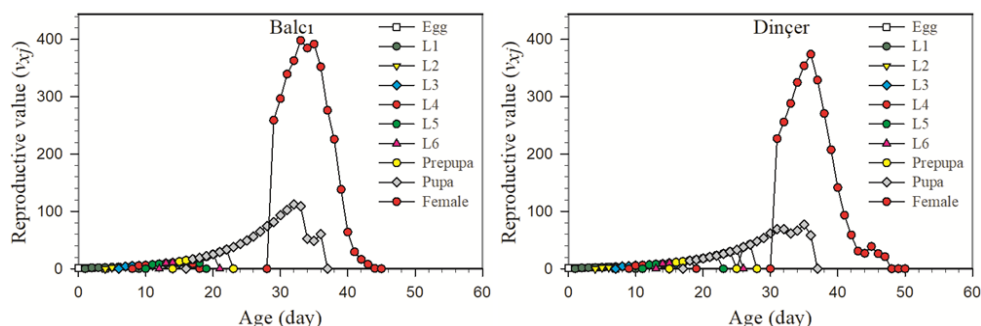 Balcı
Reproductive value (vxj)
400
300
200
100
0
0 10 20 30 40 50 60
Age (day)
Egg
L1
L2
L3
L4
L5
L6
Prepupa
Pupa
Female
Dinçer
Reproductive value (vxj)
400
300
200
100
0
0 10 20 30 40 50 60
Age (day)
Egg
L1
L2
L3
L4
L5
L6
Prepupa
Pupa
Female